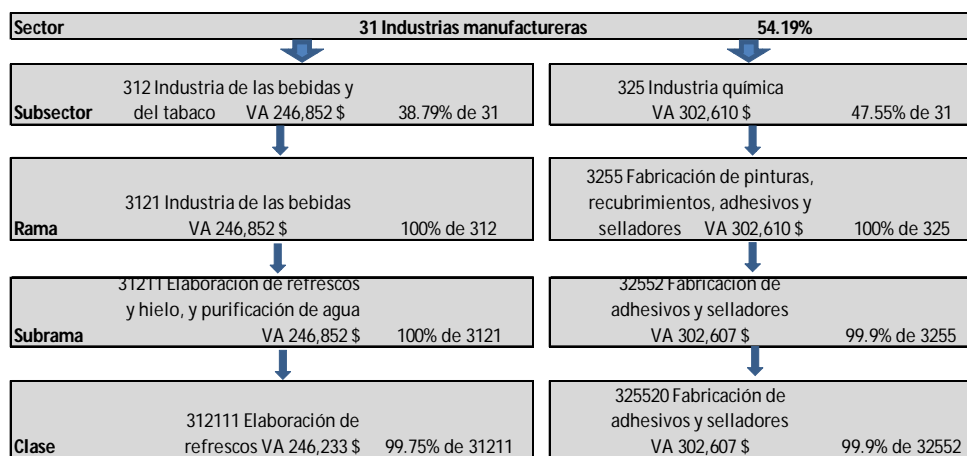 Sector 31 Industrias manufactureras 54.19%
312 Industria de las bebidas y
Subsector del tabaco VA 246,852 $ 38.79% de 31
325 Industria química
VA 302,610 $ 47.55% de 31
3121 Industria de las bebidas
Rama VA 246,852 $ 100% de 312
3255 Fabricación de pinturas,
recubrimientos, adhesivos y
selladores VA 302,610 $ 100% de 325
31211 Elaboración de refrescos
y hielo, y purificación de agua
Subrama VA 246,852 $ 100% de 3121
32552 Fabricación de
adhesivos y selladores
VA 302,607 $ 99.9% de 3255
312111 Elaboración de
Clase refrescos VA 246,233 $ 99.75% de 31211
325520 Fabricación de
adhesivos y selladores
VA 302,607 $ 99.9% de 32552